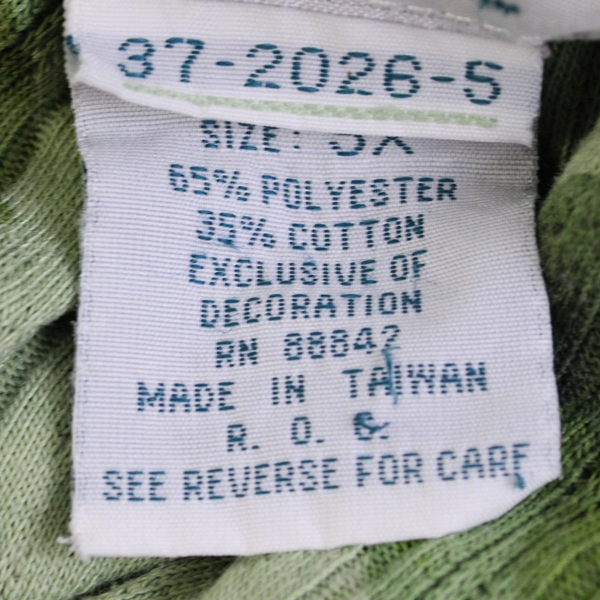 37-2026-5
SIZE: 3X
65% POLYESTER
35% COTTON
EXCLUSIVE OF
DECORATION
RN 88842
MADE IN TAIWAN
R. O. C.
SEE REVERSE FOR CARE